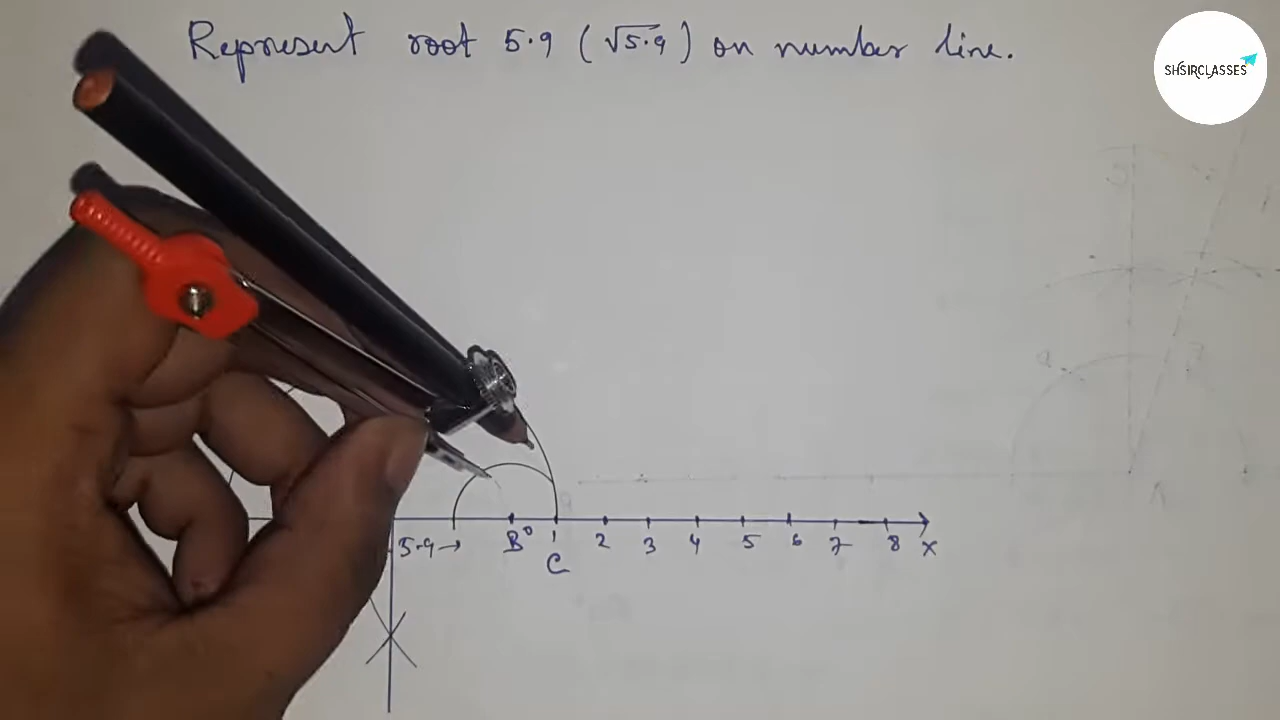 Represent root 5.9 (√5.9) on number line.
SHSIRCLASSES
5.9→ B 0 1 2 3 4 5 6 7 8 X
C